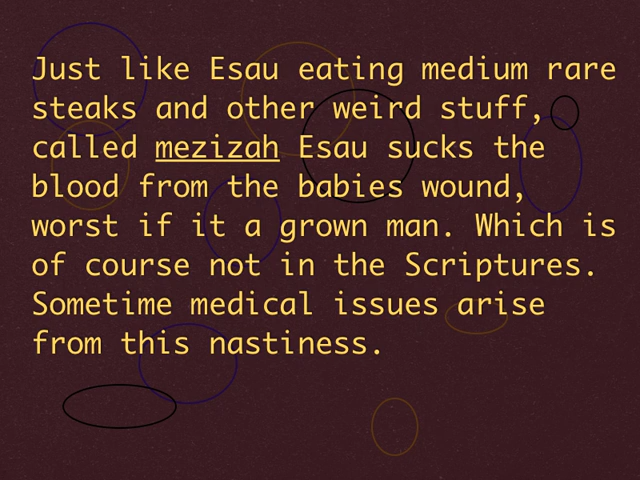 Just like Esau eating medium rare
steaks and other weird stuff,
called mezizah Esau sucks the
blood from the babies wound,
worst if it a grown man. Which is
of course not in the Scriptures.
Sometime medical issues arise
from this nastiness.